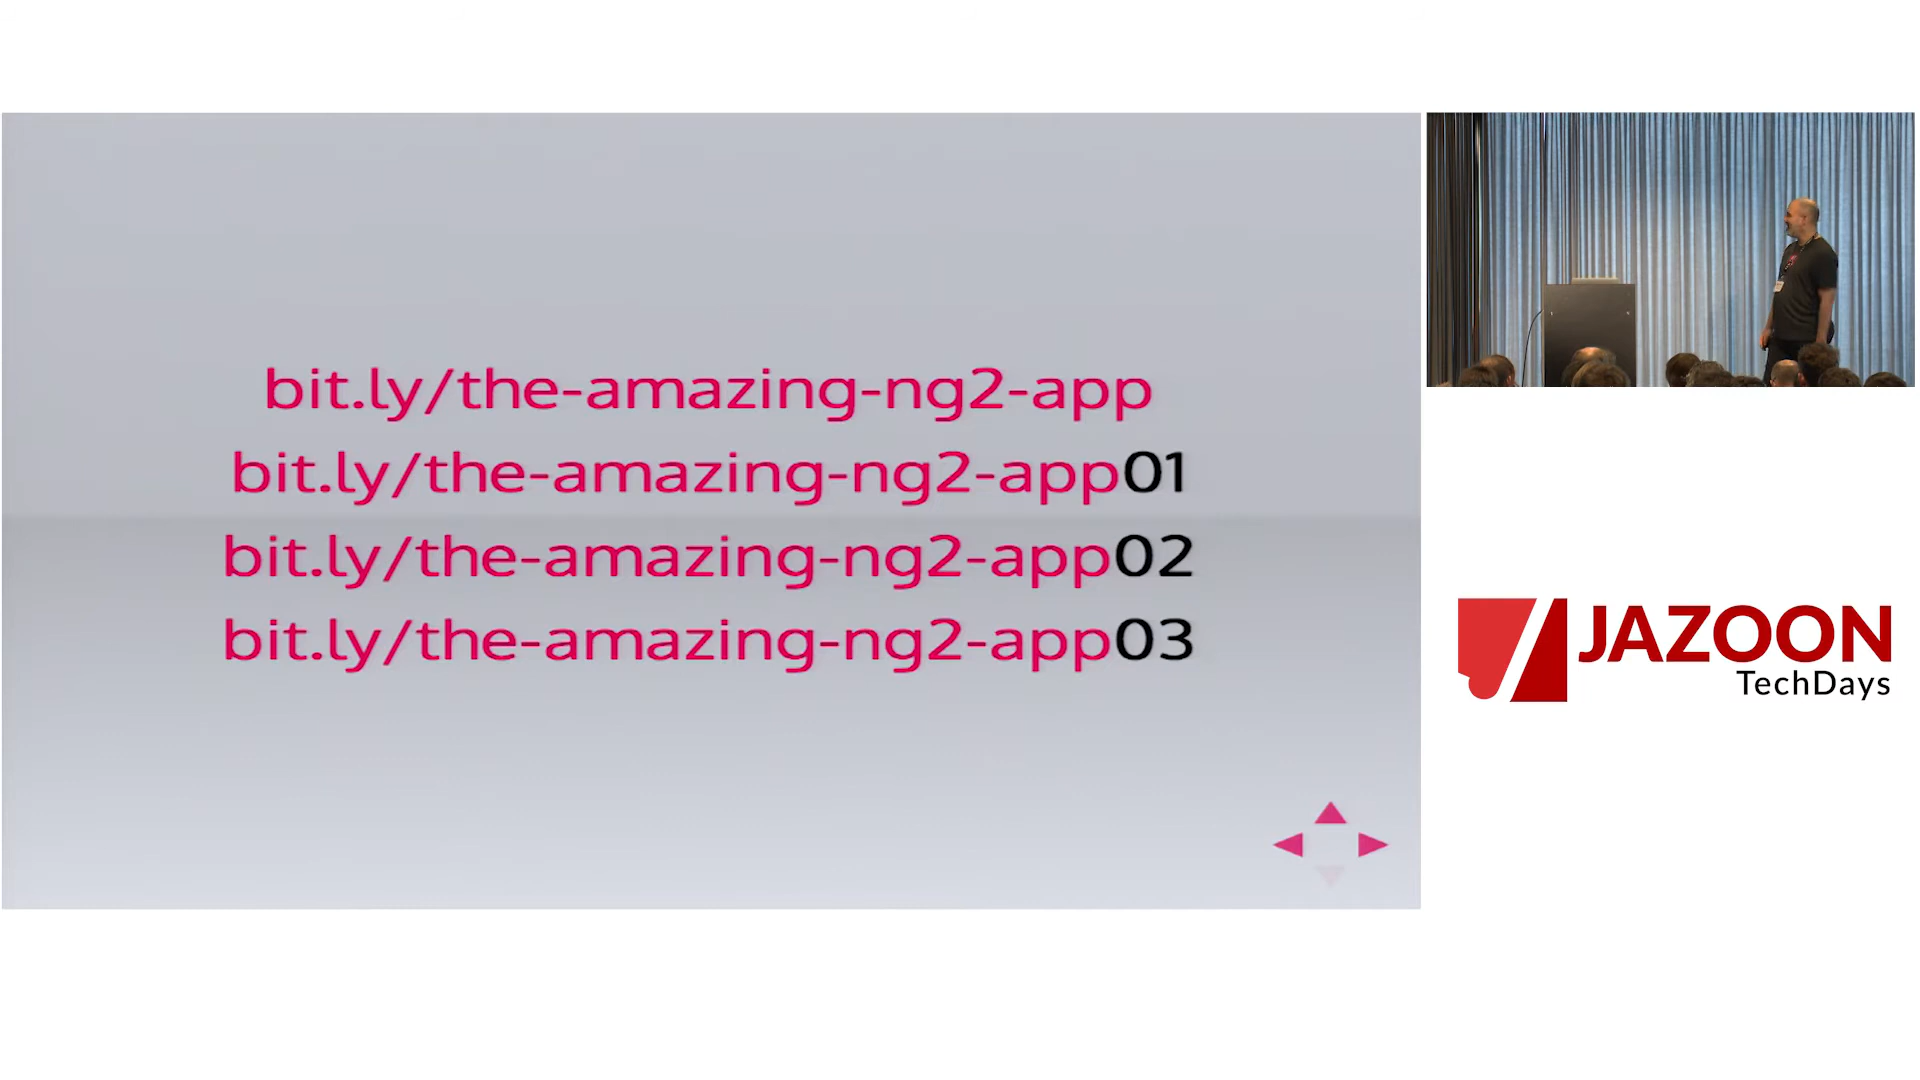 bit.ly/the-amazing-ng2-app
bit.ly/the-amazing-ng2-app01
bit.ly/the-amazing-ng2-app02
bit.ly/the-amazing-ng2-app03
JAZOON
TechDays